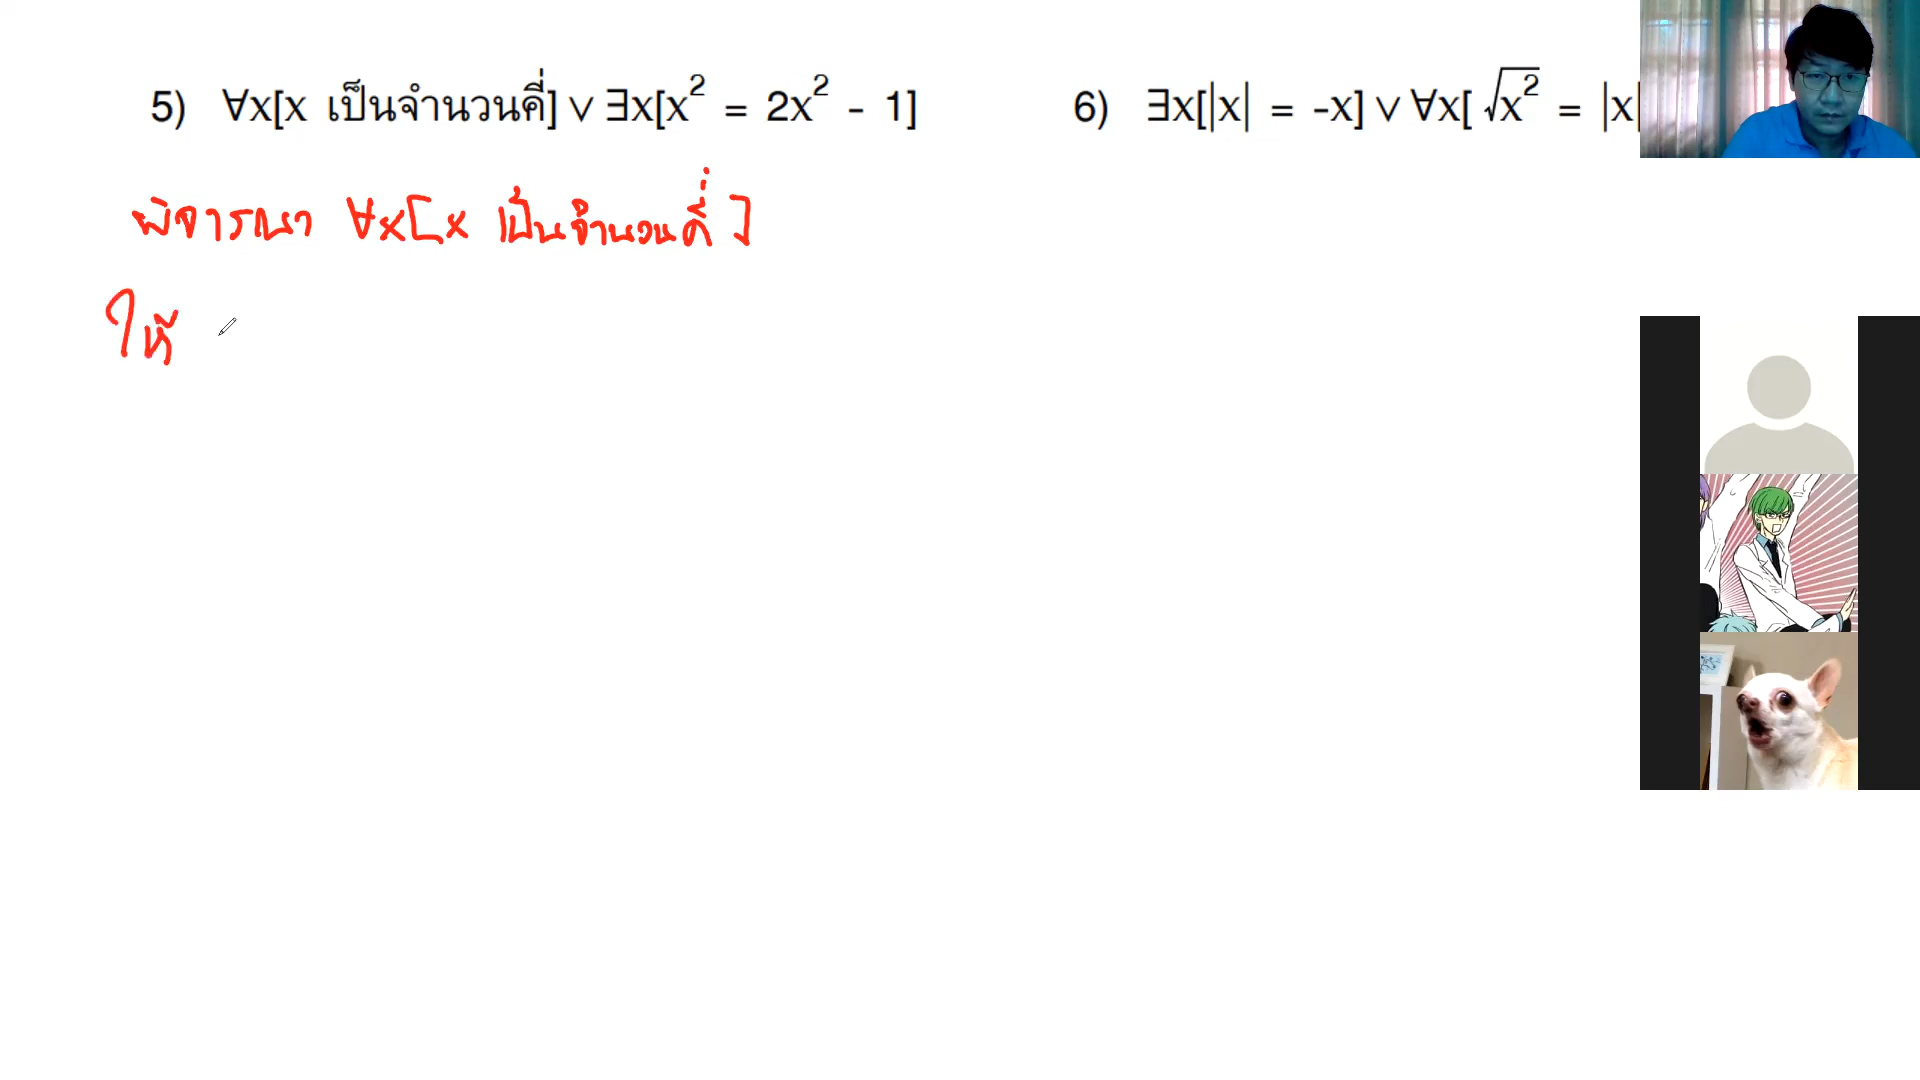 5) ∀x[x เป็นจำนวนคี่] ∨ ∃x[x² = 2x² - 1]
6) ∃x[|x| = -x] ∨ ∀x[ √x² = |x|
พิจารณา ∀x[x เป็นจำนวนคี่ ]
ให้